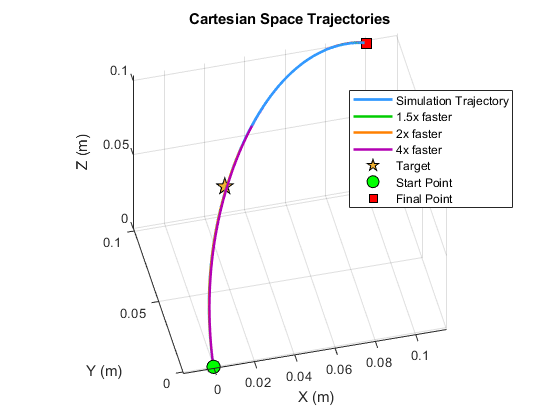 Cartesian Space Trajectories
0.1
0.05
0
Z (m)
0.1
0.05
0
Y (m)
0
0.02
0.04
0.06
0.08
0.1
X (m)
Simulation Trajectory
1.5x faster
2x faster
4x faster
Target
Start Point
Final Point